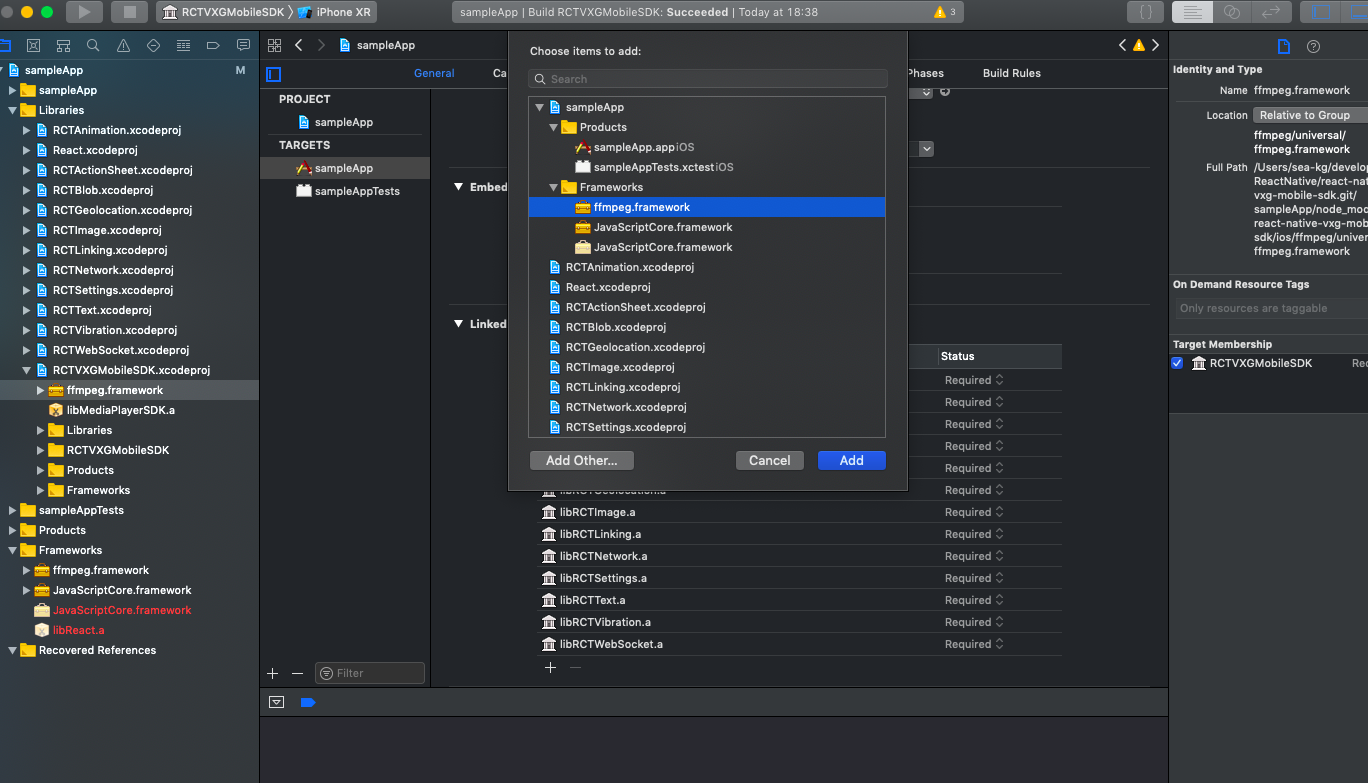 RCTVXGMobileSDK
iPhone XR
sampleApp | Build RCTVXGMobileSDK: Succeeded | Today at 18:38
3
sampleApp
M
sampleApp
Libraries
RCTAnimation.xcodeproj
React.xcodeproj
RCTActionSheet.xcodeproj
RCTBlob.xcodeproj
RCTGeolocation.xcodeproj
RCTImage.xcodeproj
RCTLinking.xcodeproj
RCTNetwork.xcodeproj
RCTSettings.xcodeproj
RCTText.xcodeproj
RCTVibration.xcodeproj
RCTWebSocket.xcodeproj
RCTVXGMobileSDK.xcodeproj
ffmpeg.framework
libMediaPlayerSDK.a
Libraries
RCTVXGMobileSDK
Products
Frameworks
sampleAppTests
Products
Frameworks
ffmpeg.framework
JavaScriptCore.framework
JavaScriptCore.framework
libReact.a
Recovered References
sampleApp
General
Ca
Phases
Build Rules
PROJECT
sampleApp
TARGETS
sampleApp
sampleAppTests
Filter
Embed
Linked
Choose items to add:
Search
sampleApp
Products
sampleApp.app iOS
sampleAppTests.xctest iOS
Frameworks
ffmpeg.framework
JavaScriptCore.framework
JavaScriptCore.framework
RCTAnimation.xcodeproj
React.xcodeproj
RCTActionSheet.xcodeproj
RCTBlob.xcodeproj
RCTGeolocation.xcodeproj
RCTImage.xcodeproj
RCTLinking.xcodeproj
RCTNetwork.xcodeproj
RCTSettings.xcodeproj
Add Other...
Cancel
Add
Status
Required
Required
Required
Required
Required
libRCTGeolocation.a Required
libRCTImage.a Required
libRCTLinking.a Required
libRCTNetwork.a Required
libRCTSettings.a Required
libRCTText.a Required
libRCTVibration.a Required
libRCTWebSocket.a Required
Identity and Type
Name ffmpeg.framework
Location Relative to Group
ffmpeg/universal/
ffmpeg.framework
Full Path /Users/sea-kg/develop
ReactNative/react-nat
vxg-mobile-sdk.git/
sampleApp/node_mod
react-native-vxg-mob
sdk/ios/ffmpeg/univer
ffmpeg.framework
On Demand Resource Tags
Only resources are taggable
Target Membership
RCTVXGMobileSDK
Rec